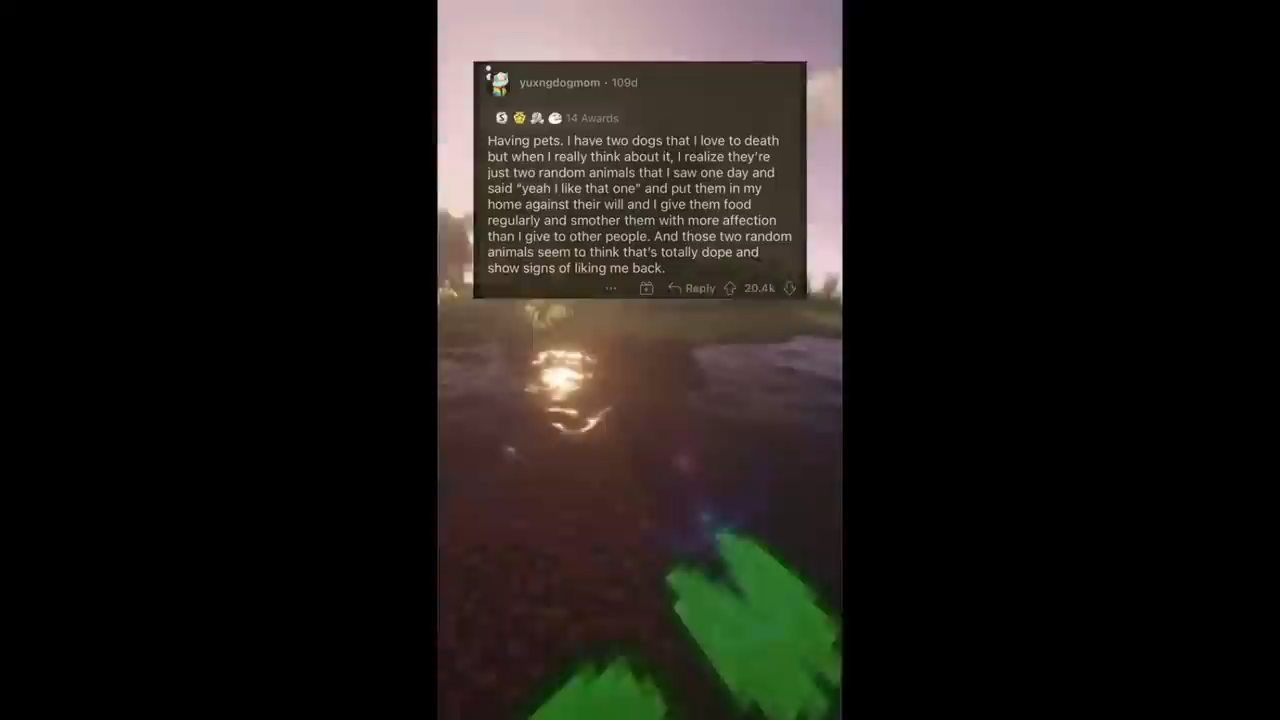 yuxngdogmom · 109d
14 Awards
Having pets. I have two dogs that I love to death
but when I really think about it, I realize they're
just two random animals that I saw one day and
said "yeah I like that one" and put them in my
home against their will and I give them food
regularly and smother them with more affection
than I give to other people. And those two random
animals seem to think that's totally dope and
show signs of liking me back.
... Reply 20.4k